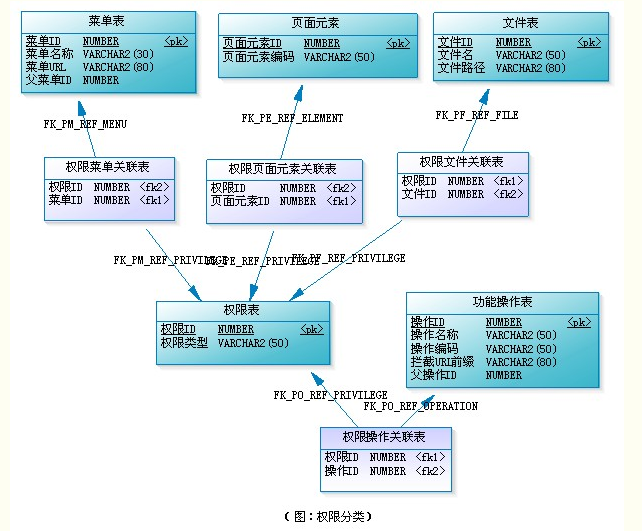 菜单表
菜单ID NUMBER <pk>
菜单名称 VARCHAR2(30)
菜单URL VARCHAR2(80)
父菜单ID NUMBER
页面元素
页面元素ID NUMBER <pk>
页面元素编码 VARCHAR2(50)
文件表
文件ID NUMBER <pk>
文件名 VARCHAR2(50)
文件路径 VARCHAR2(80)
FK_PM_REF_MENU
FK_PE_REF_ELEMENT
FK_PF_REF_FILE
权限菜单关联表
权限ID NUMBER <fk2>
菜单ID NUMBER <fk1>
权限页面元素关联表
权限ID NUMBER <fk2>
页面元素ID NUMBER <fk1>
权限文件关联表
权限ID NUMBER <fk1>
文件ID NUMBER <fk2>
FK_PM_REF_PRIVILEGE
FK_PE_REF_PRIVILEGE
FK_PF_REF_PRIVILEGE
权限表
权限ID NUMBER <pk>
权限类型 VARCHAR2(50)
功能操作表
操作ID NUMBER <pk>
操作名称 VARCHAR2(50)
操作编码 VARCHAR2(50)
拦截URI前缀 VARCHAR2(80)
父操作ID NUMBER
FK_PO_REF_PRIVILEGE
FK_PO_REF_OPERATION
权限操作关联表
权限ID NUMBER <fk1>
操作ID NUMBER <fk2>
(图：权限分类)